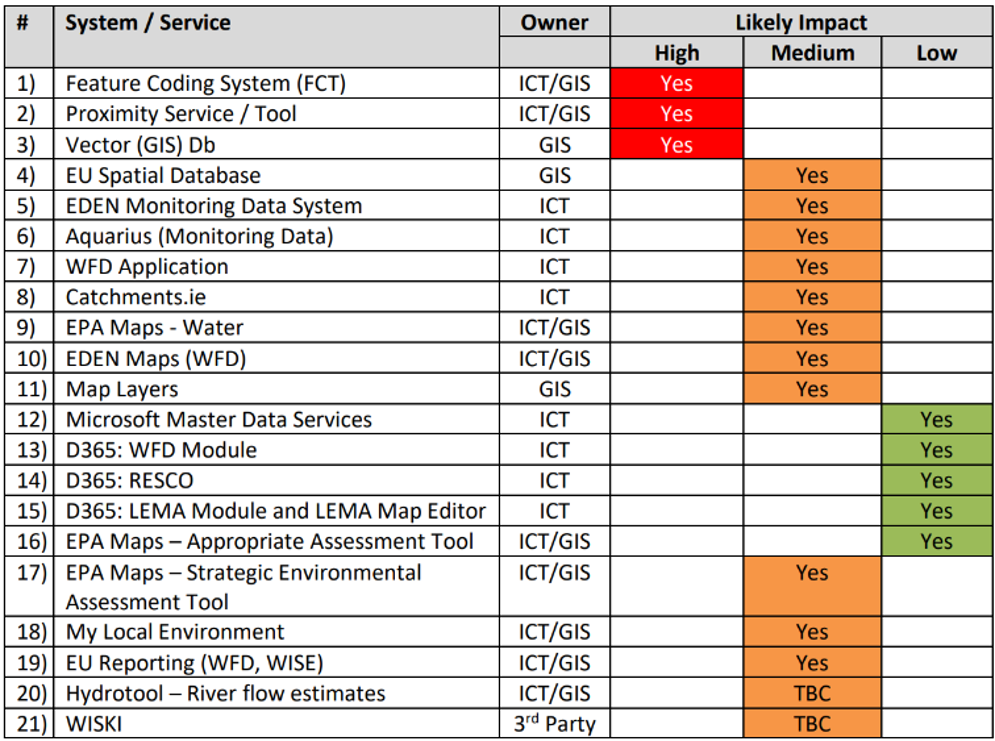 # System / Service Owner Likely Impact
High Medium Low
1) Feature Coding System (FCT) ICT/GIS Yes
2) Proximity Service / Tool ICT/GIS Yes
3) Vector (GIS) Db GIS Yes
4) EU Spatial Database GIS Yes
5) EDEN Monitoring Data System ICT Yes
6) Aquarius (Monitoring Data) ICT Yes
7) WFD Application ICT Yes
8) Catchments.ie ICT Yes
9) EPA Maps - Water ICT/GIS Yes
10) EDEN Maps (WFD) ICT/GIS Yes
11) Map Layers GIS Yes
12) Microsoft Master Data Services ICT Yes
13) D365: WFD Module ICT Yes
14) D365: RESCO ICT Yes
15) D365: LEMA Module and LEMA Map Editor ICT Yes
16) EPA Maps – Appropriate Assessment Tool ICT/GIS Yes
17) EPA Maps – Strategic Environmental ICT/GIS Yes
Assessment Tool
18) My Local Environment ICT/GIS Yes
19) EU Reporting (WFD, WISE) ICT/GIS Yes
20) Hydrotool – River flow estimates ICT/GIS TBC
21) WISKI 3rd Party TBC